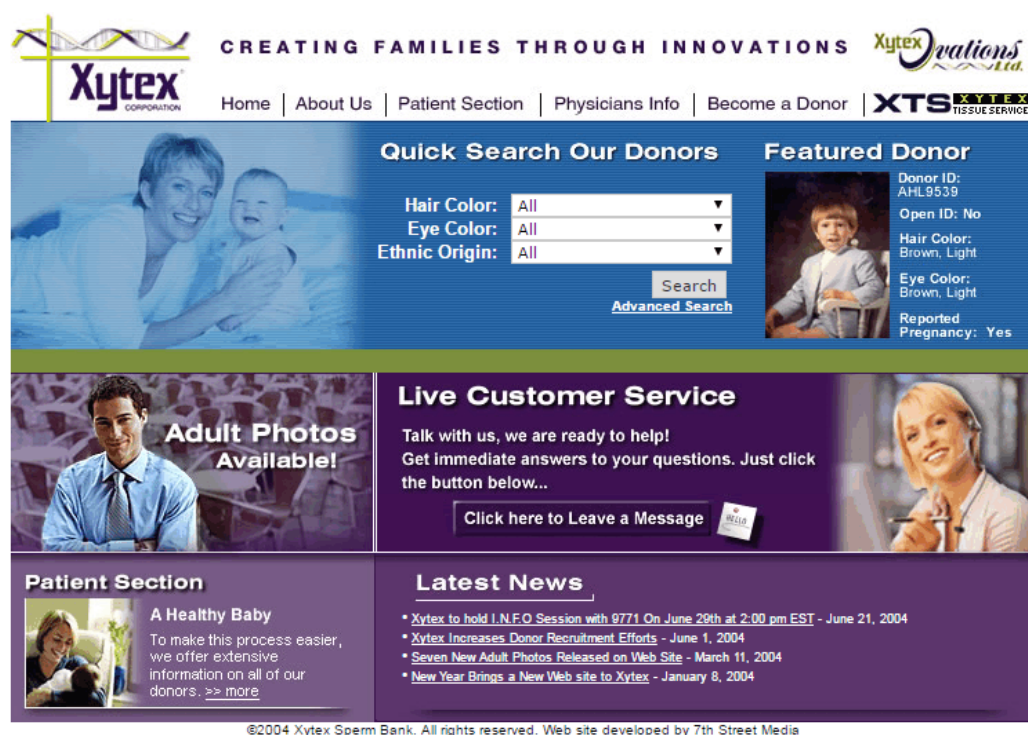 CREATING FAMILIES THROUGH INNOVATIONS
Xytex
CORPORATION
Xytex Ovations
Ltd.
Home | About Us | Patient Section | Physicians Info | Become a Donor | XTS XYTEX
TISSUE SERVICE
Quick Search Our Donors
Hair Color: All
Eye Color: All
Ethnic Origin: All
Search
Advanced Search
Featured Donor
Donor ID:
AHL9539
Open ID: No
Hair Color:
Brown, Light
Eye Color:
Brown, Light
Reported
Pregnancy: Yes
Adult Photos
Available!
Live Customer Service
Talk with us, we are ready to help!
Get immediate answers to your questions. Just click
the button below...
Click here to Leave a Message
HELLO
Patient Section
A Healthy Baby
To make this process easier,
we offer extensive
information on all of our
donors. >> more
Latest News
• Xytex to hold I.N.F.O Session with 9771 On June 29th at 2:00 pm EST - June 21, 2004
• Xytex Increases Donor Recruitment Efforts - June 1, 2004
• Seven New Adult Photos Released on Web Site - March 11, 2004
• New Year Brings a New Web site to Xytex - January 8, 2004
©2004 Xytex Sperm Bank. All rights reserved. Web site developed by 7th Street Media